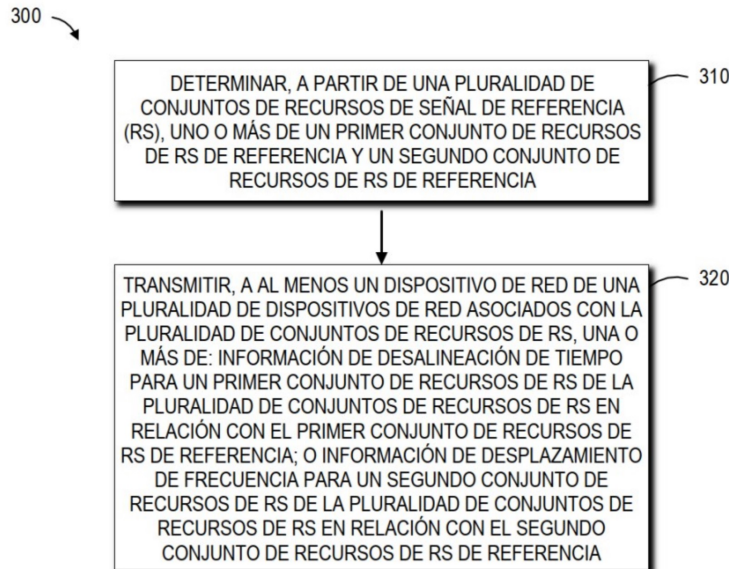 300
DETERMINAR, A PARTIR DE UNA PLURALIDAD DE
CONJUNTOS DE RECURSOS DE SEÑAL DE REFERENCIA
(RS), UNO O MÁS DE UN PRIMER CONJUNTO DE RECURSOS
DE RS DE REFERENCIA Y UN SEGUNDO CONJUNTO DE
RECURSOS DE RS DE REFERENCIA
310
TRANSMITIR, A AL MENOS UN DISPOSITIVO DE RED DE UNA
PLURALIDAD DE DISPOSITIVOS DE RED ASOCIADOS CON LA
PLURALIDAD DE CONJUNTOS DE RECURSOS DE RS, UNA O
MÁS DE: INFORMACIÓN DE DESALINEACIÓN DE TIEMPO
PARA UN PRIMER CONJUNTO DE RECURSOS DE RS DE LA
PLURALIDAD DE CONJUNTOS DE RECURSOS DE RS EN
RELACIÓN CON EL PRIMER CONJUNTO DE RECURSOS DE
RS DE REFERENCIA; O INFORMACIÓN DE DESPLAZAMIENTO
DE FRECUENCIA PARA UN SEGUNDO CONJUNTO DE
RECURSOS DE RS DE LA PLURALIDAD DE CONJUNTOS DE
RECURSOS DE RS EN RELACIÓN CON EL SEGUNDO
CONJUNTO DE RECURSOS DE RS DE REFERENCIA
320